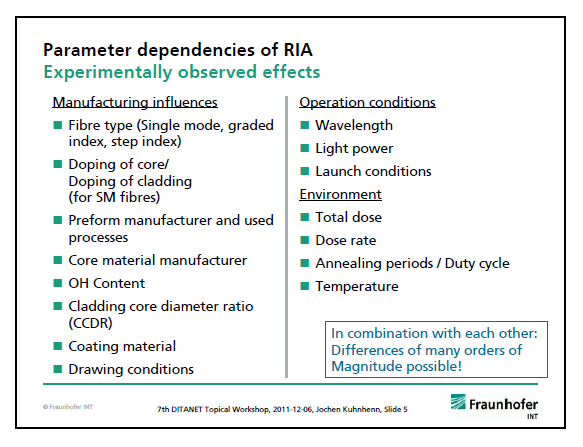 Parameter dependencies of RIA
Experimentally observed effects
Manufacturing influences
Fibre type (Single mode, graded
index, step index)
Doping of core/
Doping of cladding
(for SM fibres)
Preform manufacturer and used
processes
Core material manufacturer
OH Content
Cladding core diameter ratio
(CCDR)
Coating material
Drawing conditions
Operation conditions
Wavelength
Light power
Launch conditions
Environment
Total dose
Dose rate
Annealing periods / Duty cycle
Temperature
In combination with each other:
Differences of many orders of
Magnitude possible!
© Fraunhofer INT
7th DITANET Topical Workshop, 2011-12-06, Jochen Kuhnhenn, Slide 5
Fraunhofer
INT